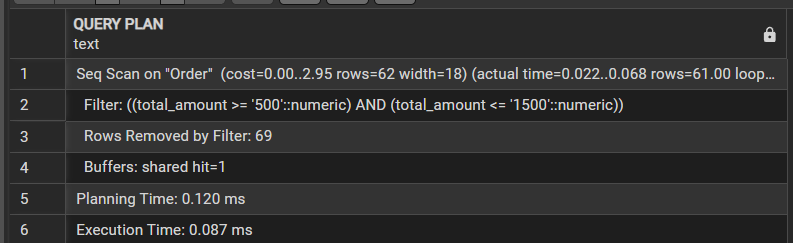 QUERY PLAN
text
1 Seq Scan on "Order" (cost=0.00..2.95 rows=62 width=18) (actual time=0.022..0.068 rows=61.00 loop...
2 Filter: ((total_amount >= '500'::numeric) AND (total_amount <= '1500'::numeric))
3 Rows Removed by Filter: 69
4 Buffers: shared hit=1
5 Planning Time: 0.120 ms
6 Execution Time: 0.087 ms